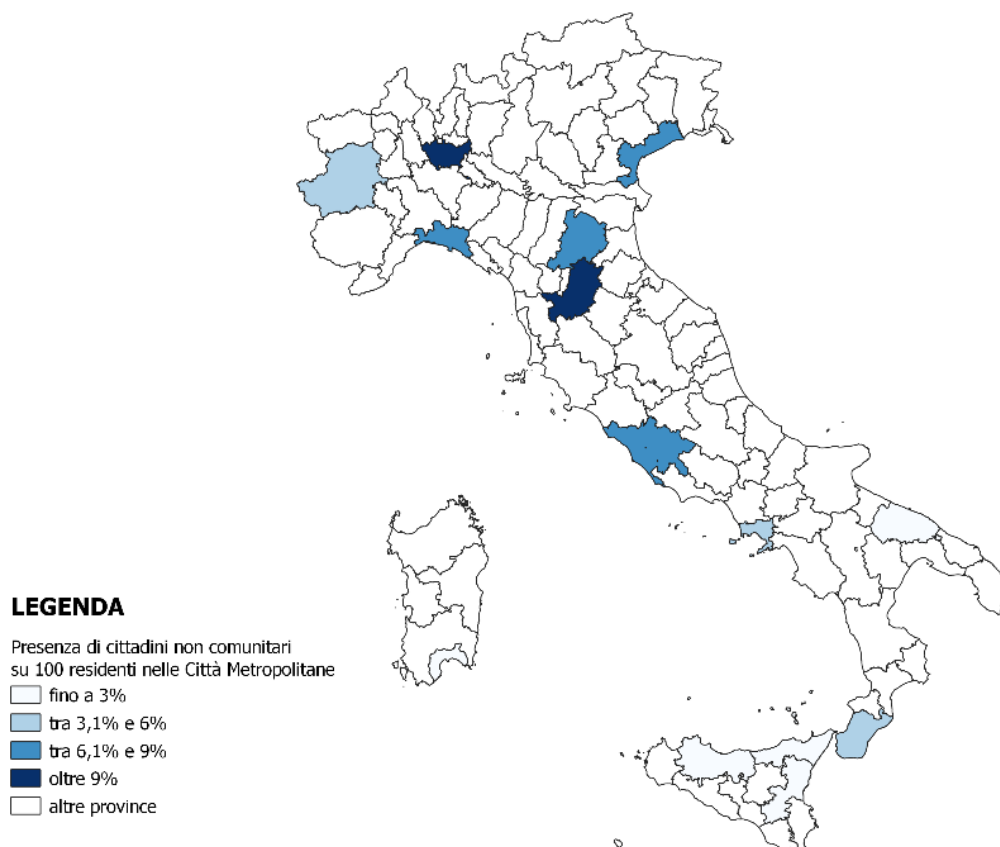 LEGENDA
Presenza di cittadini non comunitari
su 100 residenti nelle Città Metropolitane
fino a 3%
tra 3,1% e 6%
tra 6,1% e 9%
oltre 9%
altre province